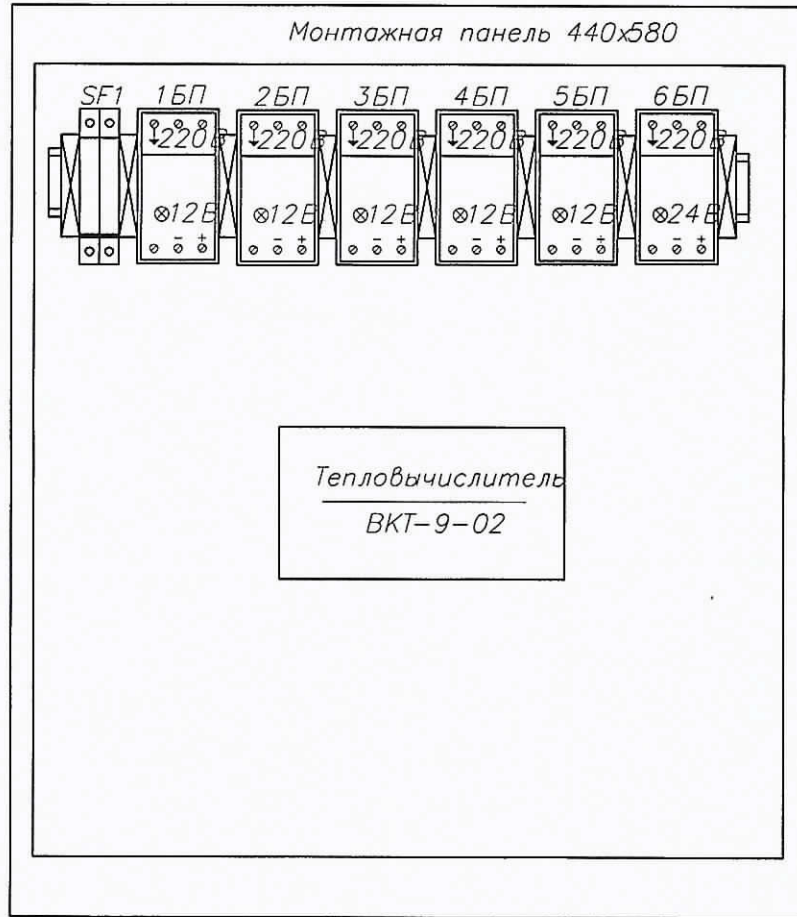 Монтажная панель 440х580
SF1 1БП 2БП 3БП 4БП 5БП 6БП
220В 220В 220В 220В 220В 220В
12В 12В 12В 12В 12В 24В
- + - + - + - + - + - +
Тепловычислитель
ВКТ-9-02